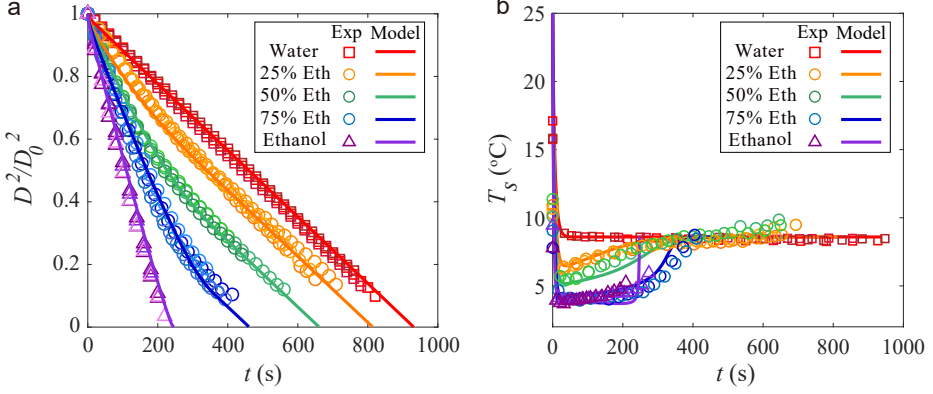 a
D²/D₀²
1
0.8
0.6
0.4
0.2
0
0 200 400 600 800 1000
t (s)
Exp Model
Water
25% Eth
50% Eth
75% Eth
Ethanol
b
Tₛ (°C)
25
20
15
10
5
0 200 400 600 800 1000
t (s)
Exp Model
Water
25% Eth
50% Eth
75% Eth
Ethanol